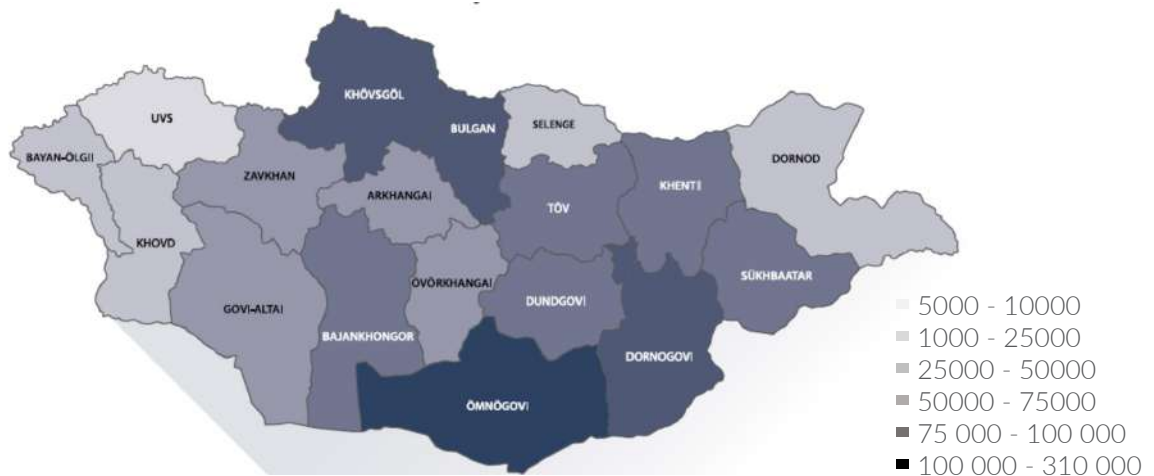 KHÖVSGÖL
UVS
SELENGE
BULGAN
BAYAN-ÖLGII
DORNOD
ZAVKHAN
KHENTII
ARKHANGAI
TÖV
KHOVD
SÜKHBAATAR
ÖVÖRKHANGAI
DUNDGOVI
GOVI-ALTAI
BAJANKHONGOR
DORNOGOVI
ÖMNÖGOVI
5000 - 10000
1000 - 25000
25000 - 50000
50000 - 75000
75 000 - 100 000
100 000 - 310 000